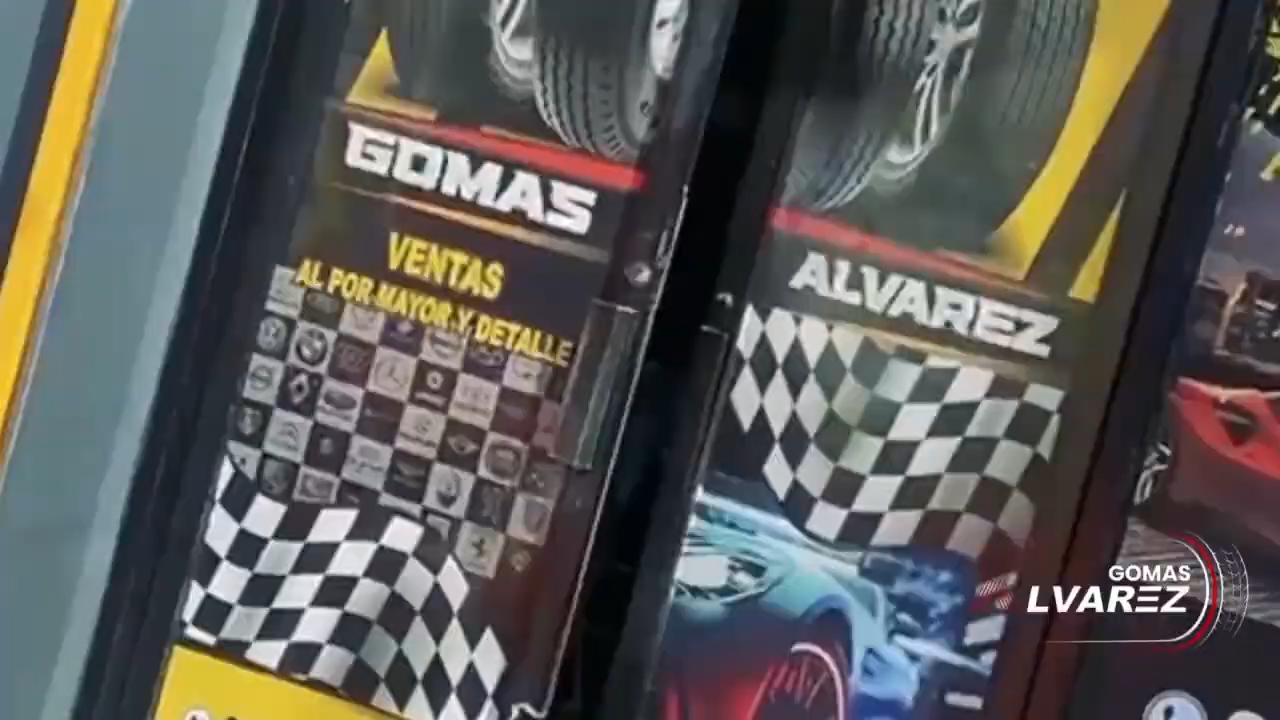 GOMAS
VENTAS
AL POR MAYOR Y DETALLE
ALVAREZ
GOMAS
LVAREZ